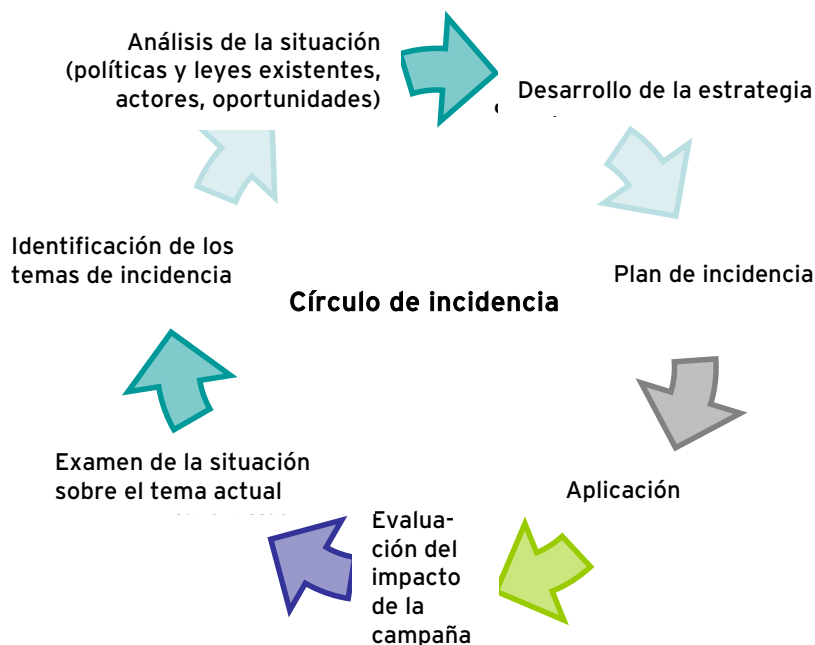 Análisis de la situación
(políticas y leyes existentes,
actores, oportunidades)
Desarrollo de la estrategia
Plan de incidencia
Aplicación
Evalua-
ción del
impacto
de la
campaña
Examen de la situación
sobre el tema actual
Identificación de los
temas de incidencia
Círculo de incidencia